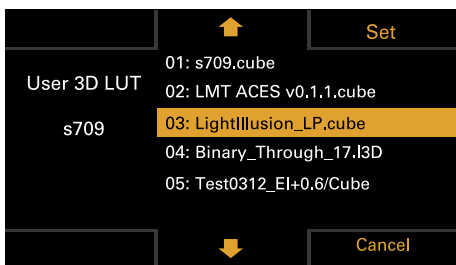 Set
User 3D LUT
s709
01: s709.cube
02: LMT ACES v0.1.1.cube
03: LightIllusion_LP.cube
04: Binary_Through_17.l3D
05: Test0312_EI+0.6/Cube
Cancel